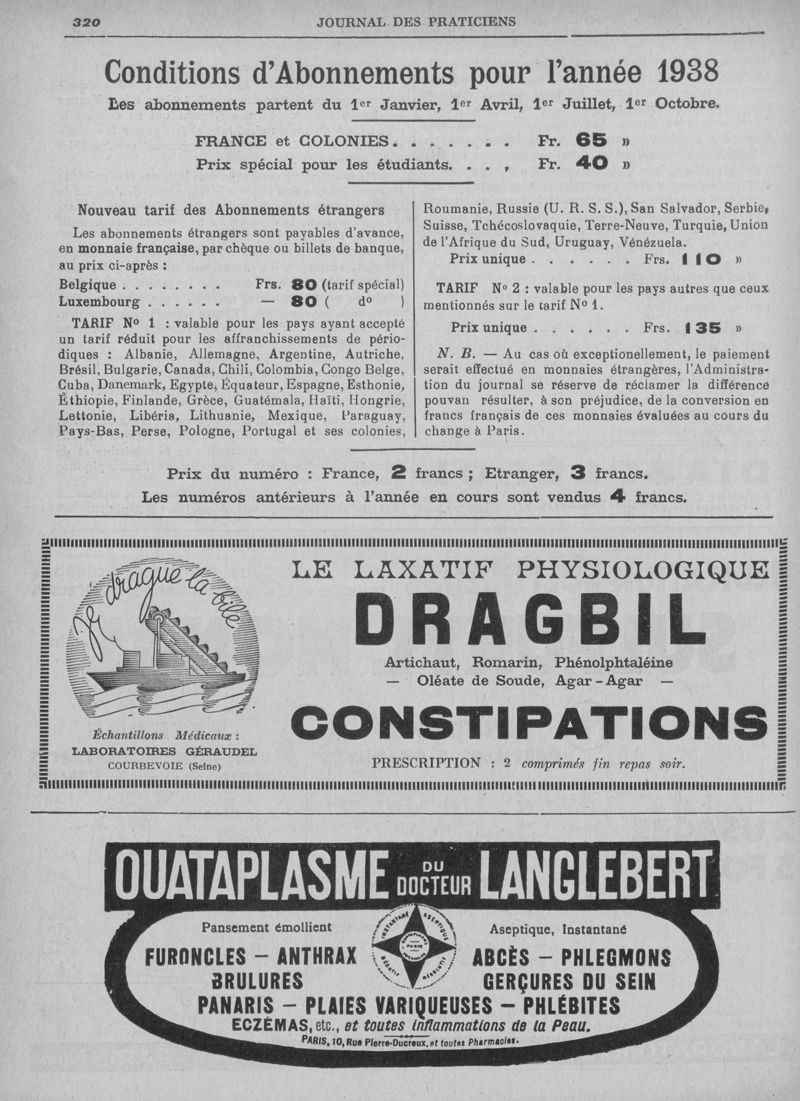 320
JOURNAL DES PRATICIENS
Conditions d'Abonnements pour l'année 1938
Les abonnements partent du 1er Janvier, 1er Avril, 1er Juillet, 1er Octobre.
FRANCE et COLONIES. . . . . . . Fr. 65 »
Prix spécial pour les étudiants. . . , Fr. 40 »
Nouveau tarif des Abonnements étrangers
Les abonnements étrangers sont payables d'avance,
en monnaie française, par chèque ou billets de banque,
au prix ci-après :
Belgique . . . . . . . . Frs. 80 (tarif spécial)
Luxembourg . . . . . . — 80 ( do )
TARIF No 1 : valable pour les pays ayant accepté
un tarif réduit pour les affranchissements de pério-
diques : Albanie, Allemagne, Argentine, Autriche,
Brésil, Bulgarie, Canada, Chili, Colombia, Congo Belge,
Cuba, Danemark, Egypte, Équateur, Espagne, Esthonie,
Éthiopie, Finlande, Grèce, Guatémala, Haïti, Hongrie,
Lettonie, Libéria, Lithuanie, Mexique, Paraguay,
Pays-Bas, Perse, Pologne, Portugal et ses colonies,
Roumanie, Russie (U. R. S. S.), San Salvador, Serbie,
Suisse, Tchécoslovaquie, Terre-Neuve, Turquie, Union
de l'Afrique du Sud, Uruguay, Vénézuela.
Prix unique . . . . . . Frs. 110 »
TARIF No 2 : valable pour les pays autres que ceux
mentionnés sur le tarif No 1.
Prix unique . . . . . . Frs. 135 »
N. B. — Au cas où exceptionellement, le paiement
serait effectué en monnaies étrangères, l'Administra-
tion du journal se réserve de réclamer la différence
pouvan résulter, à son préjudice, de la conversion en
francs français de ces monnaies évaluées au cours du
change à Paris.
Prix du numéro : France, 2 francs ; Etranger, 3 francs.
Les numéros antérieurs à l'année en cours sont vendus 4 francs.
Je drague la bile
Échantillons Médicaux :
LABORATOIRES GÉRAUDEL
COURBEVOIE (Seine)
LE LAXATIF PHYSIOLOGIQUE
DRAGBIL
Artichaut, Romarin, Phénolphtaléine
— Oléate de Soude, Agar-Agar —
CONSTIPATIONS
PRESCRIPTION : 2 comprimés fin repas soir.
OUATAPLASME DU DOCTEUR LANGLEBERT
Pansement émollient
Aseptique, Instantané
INSTANTANÉ ASEPTIQUE
PARIS
FURONCLES — ANTHRAX
ABCÈS — PHLEGMONS
BRULURES
GERÇURES DU SEIN
PANARIS — PLAIES VARIQUEUSES — PHLÉBITES
ECZÉMAS, etc., et toutes inflammations de la Peau.
PARIS, 10, Rue Pierre-Ducreux, et toutes Pharmacies.